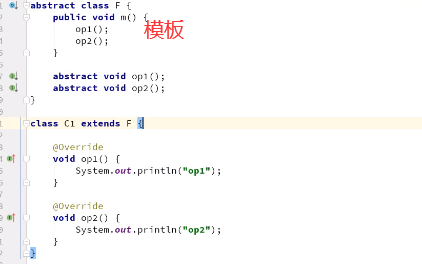 abstract class F {
public void m() {
模板
op1();
op2();
}
abstract void op1();
abstract void op2();
}
class C1 extends F {
@Override
void op1() {
System.out.println("op1");
}
@Override
void op2() {
System.out.println("op2");
}
}